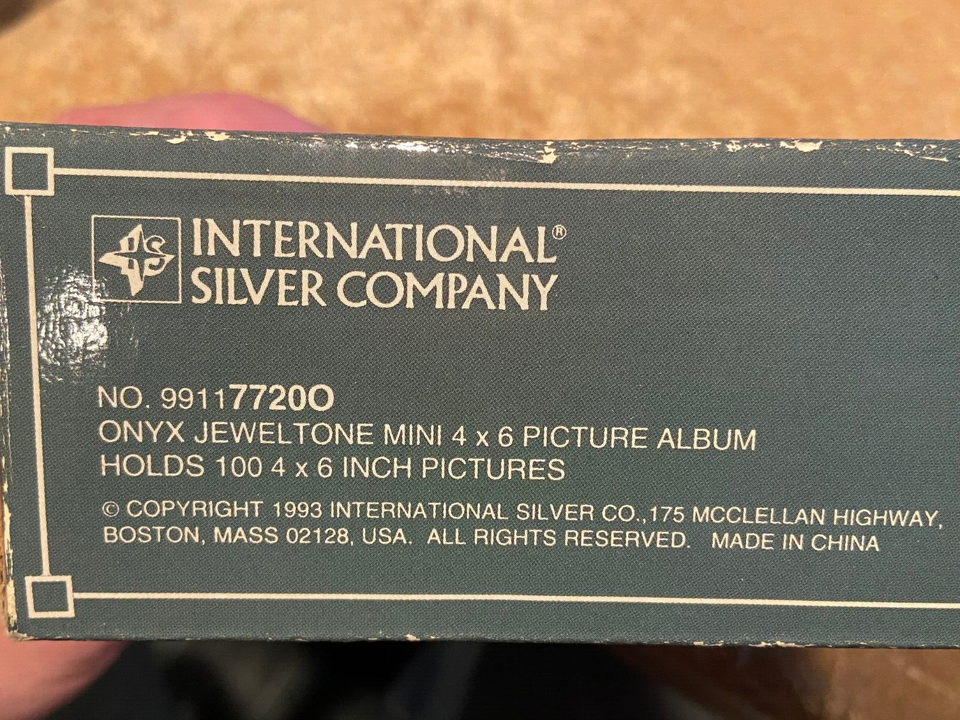 IS
INTERNATIONAL®
SILVER COMPANY
NO. 99117720O
ONYX JEWELTONE MINI 4 x 6 PICTURE ALBUM
HOLDS 100 4 x 6 INCH PICTURES
© COPYRIGHT 1993 INTERNATIONAL SILVER CO.,175 MCCLELLAN HIGHWAY,
BOSTON, MASS 02128, USA. ALL RIGHTS RESERVED. MADE IN CHINA